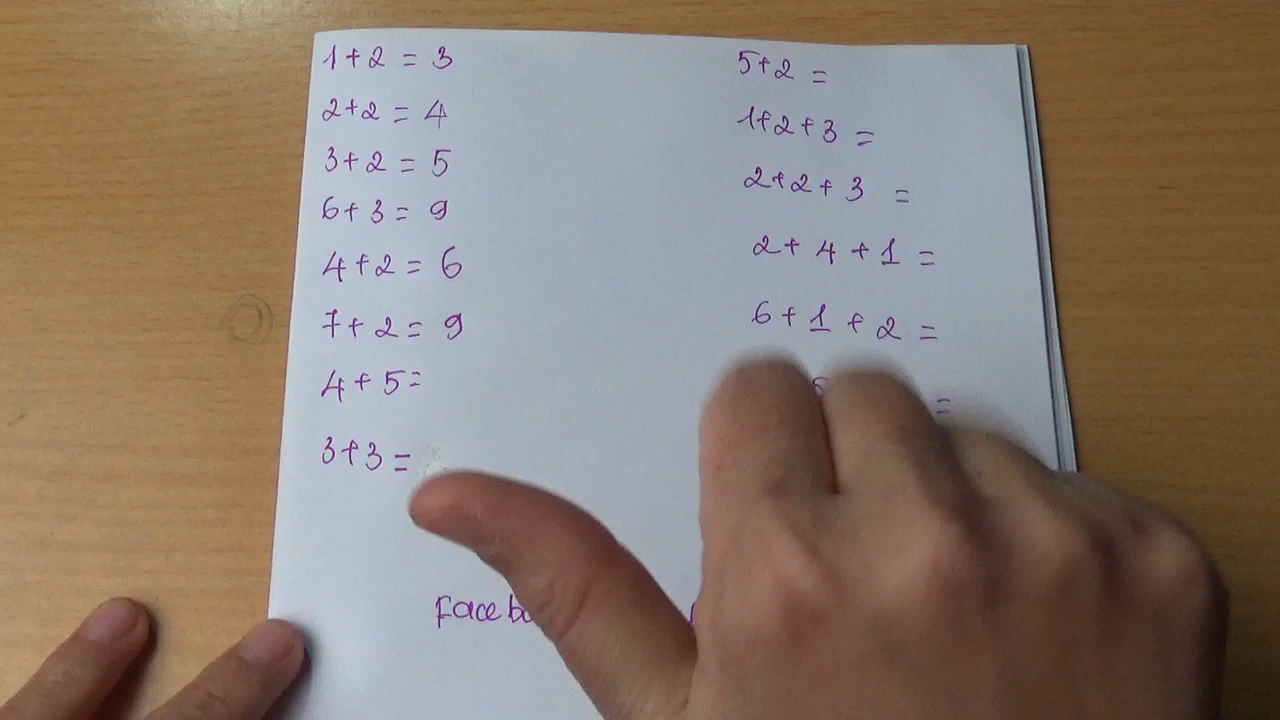 1+2 = 3
2+2 = 4
3+2 = 5
6+3 = 9
4+2 = 6
7+2 = 9
4+5=
3+3 =
5+2 =
1+2+3 =
2+2+3 =
2+4+1 =
6+1+2 =
=